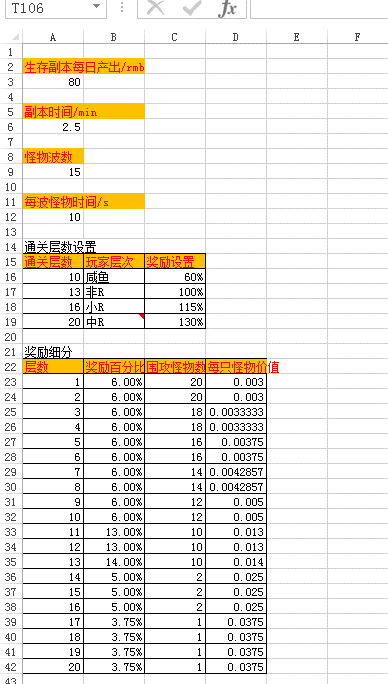 T106
fx
A B C D E F
1
2 生存副本每日产出/rmb
3 80
4
5 副本时间/min
6 2.5
7
8 怪物波数
9 15
10
11 每波怪物时间/s
12 10
13
14 通关层数设置
15 通关层数 玩家层次 奖励设置
16 10 咸鱼 60%
17 13 非R 100%
18 16 小R 115%
19 20 中R 130%
20
21 奖励细分
22 层数 奖励百分比 围攻怪物数 每只怪物价值
23 1 6.00% 20 0.003
24 2 6.00% 20 0.003
25 3 6.00% 18 0.0033333
26 4 6.00% 18 0.0033333
27 5 6.00% 16 0.00375
28 6 6.00% 16 0.00375
29 7 6.00% 14 0.0042857
30 8 6.00% 14 0.0042857
31 9 6.00% 12 0.005
32 10 6.00% 12 0.005
33 11 13.00% 10 0.013
34 12 13.00% 10 0.013
35 13 14.00% 10 0.014
36 14 5.00% 2 0.025
37 15 5.00% 2 0.025
38 16 5.00% 2 0.025
39 17 3.75% 1 0.0375
40 18 3.75% 1 0.0375
41 19 3.75% 1 0.0375
42 20 3.75% 1 0.0375
43